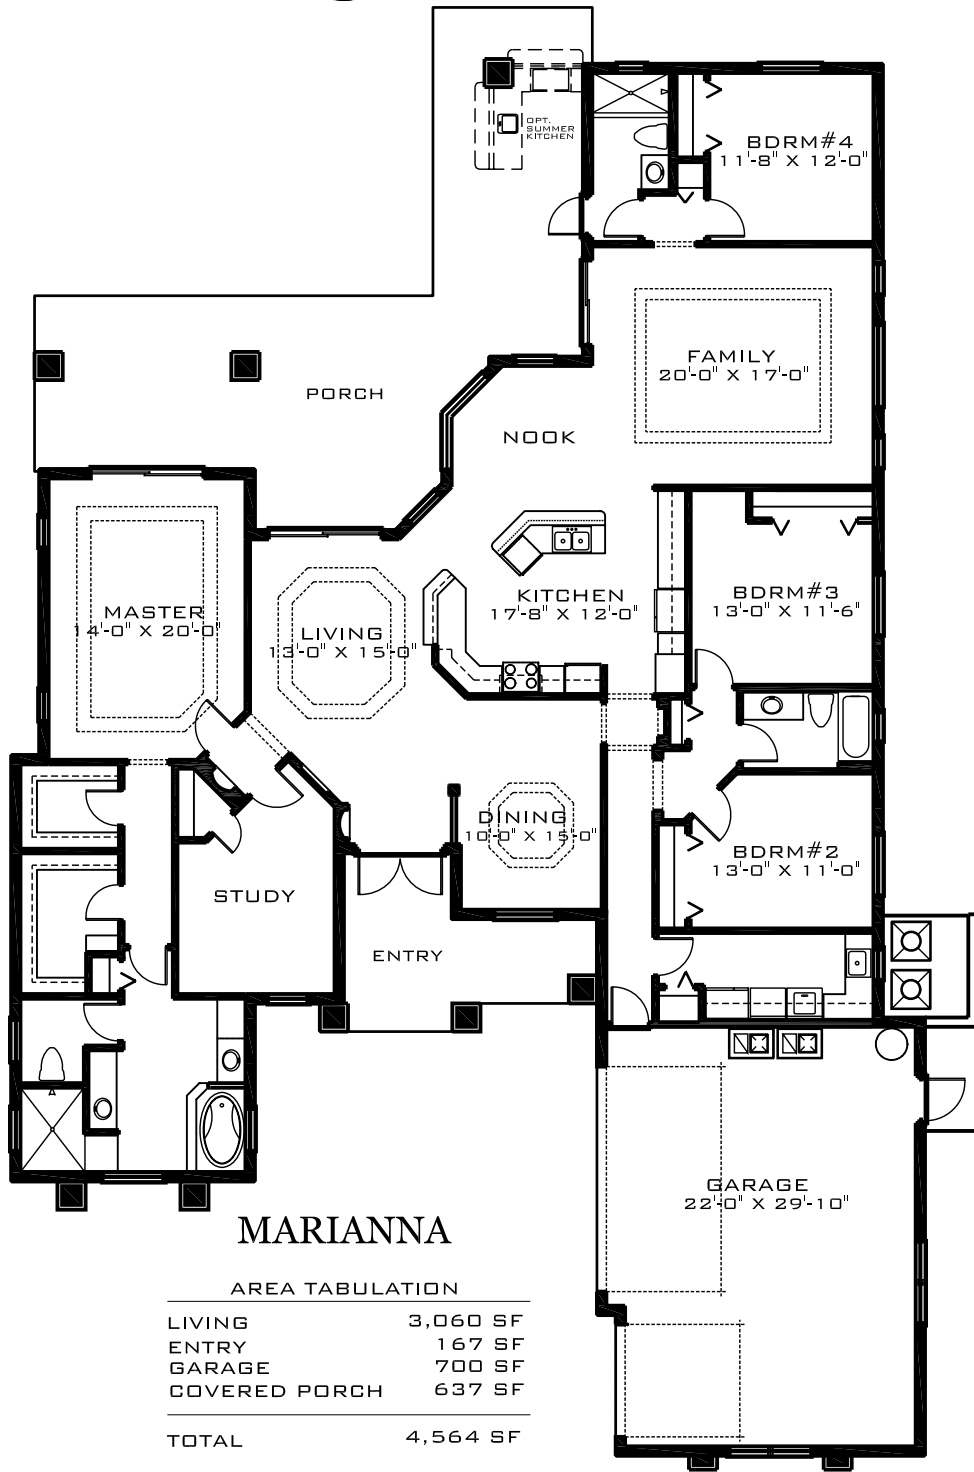 OPT.
SUMMER
KITCHEN
BDRM#4
11'-8" X 12'-0"
FAMILY
20'-0" X 17'-0"
PORCH
NOOK
MASTER
14'-0" X 20'-0"
LIVING
13'-0" X 15'-0"
KITCHEN
17'-8" X 12'-0"
BDRM#3
13'-0" X 11'-6"
DINING
10'-0" X 15'-0"
BDRM#2
13'-0" X 11'-0"
STUDY
ENTRY
GARAGE
22'-0" X 29'-10"
MARIANNA
AREA TABULATION
LIVING 3,060 SF
ENTRY 167 SF
GARAGE 700 SF
COVERED PORCH 637 SF
TOTAL 4,564 SF